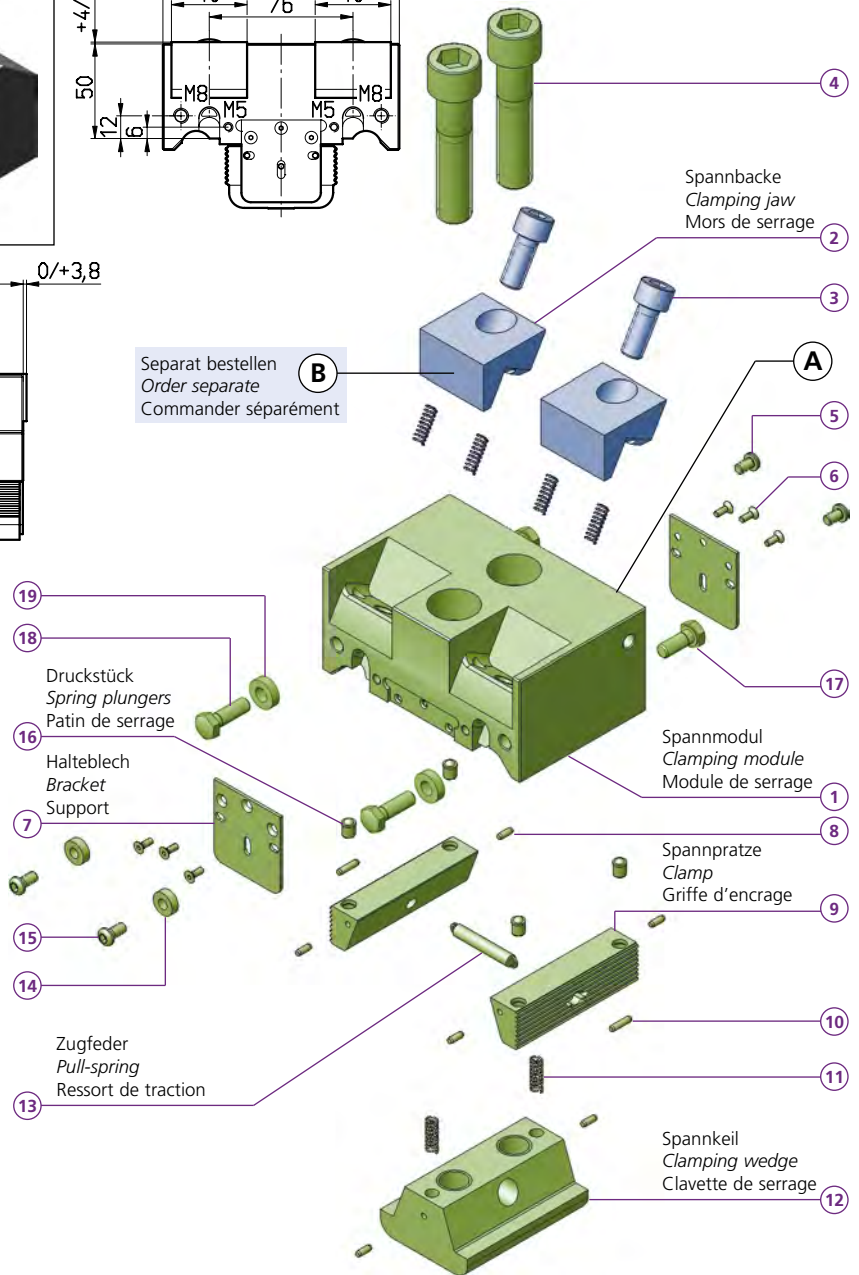 76
+4/
50
12
6
M8
M5
M5
M8
0/+3,8
4
Spannbacke
Clamping jaw
Mors de serrage
2
3
Separat bestellen
Order separate
Commander séparément
B
A
5
6
19
18
Druckstück
Spring plungers
Patin de serrage
16
17
Halteblech
Bracket
Support
7
Spannmodul
Clamping module
Module de serrage
1
8
Spannpratze
Clamp
Griffe d'encrage
9
15
14
10
Zugfeder
Pull-spring
Ressort de traction
13
11
Spannkeil
Clamping wedge
Clavette de serrage
12